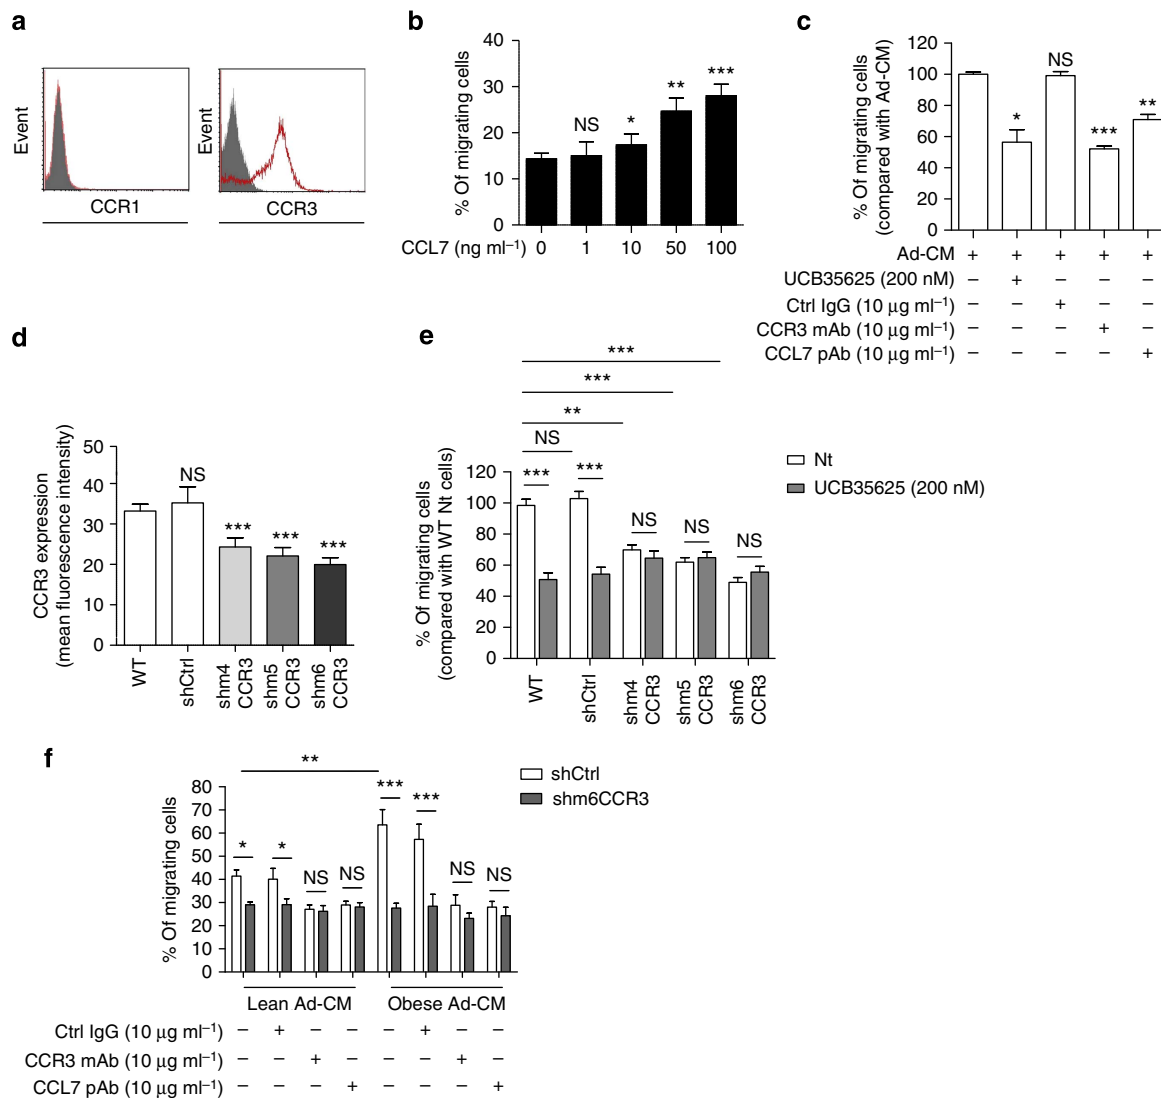 a
Event
CCR1
Event
CCR3
b
% Of migrating cells
40
30
20
10
0
NS
*
**
***
CCL7 (ng ml⁻¹) 0 1 10 50 100
c
% Of migrating cells
(compared with Ad-CM)
120
100
80
60
40
20
0
*
NS
***
**
Ad-CM + + + + +
UCB35625 (200 nM) – + – – –
Ctrl IgG (10 µg ml⁻¹) – – + – –
CCR3 mAb (10 µg ml⁻¹) – – – + –
CCL7 pAb (10 µg ml⁻¹) – – – – +
d
CCR3 expression
(mean fluorescence intensity)
50
40
30
20
10
0
NS
***
***
***
WT
shCtrl
shm4
CCR3
shm5
CCR3
shm6
CCR3
e
% Of migrating cells
(compared with WT Nt cells)
***
***
**
NS
120
100
80
60
40
20
0
***
***
NS
NS
NS
WT
shCtrl
shm4
CCR3
shm5
CCR3
shm6
CCR3
Nt
UCB35625 (200 nM)
f
% Of migrating cells
80
70
60
50
40
30
20
10
0
**
*
*
NS
NS
***
***
NS
NS
shCtrl
shm6CCR3
Lean Ad-CM Obese Ad-CM
Ctrl IgG (10 µg ml⁻¹) – + – – – + – –
CCR3 mAb (10 µg ml⁻¹) – – + – – – + –
CCL7 pAb (10 µg ml⁻¹) – – – + – – – +